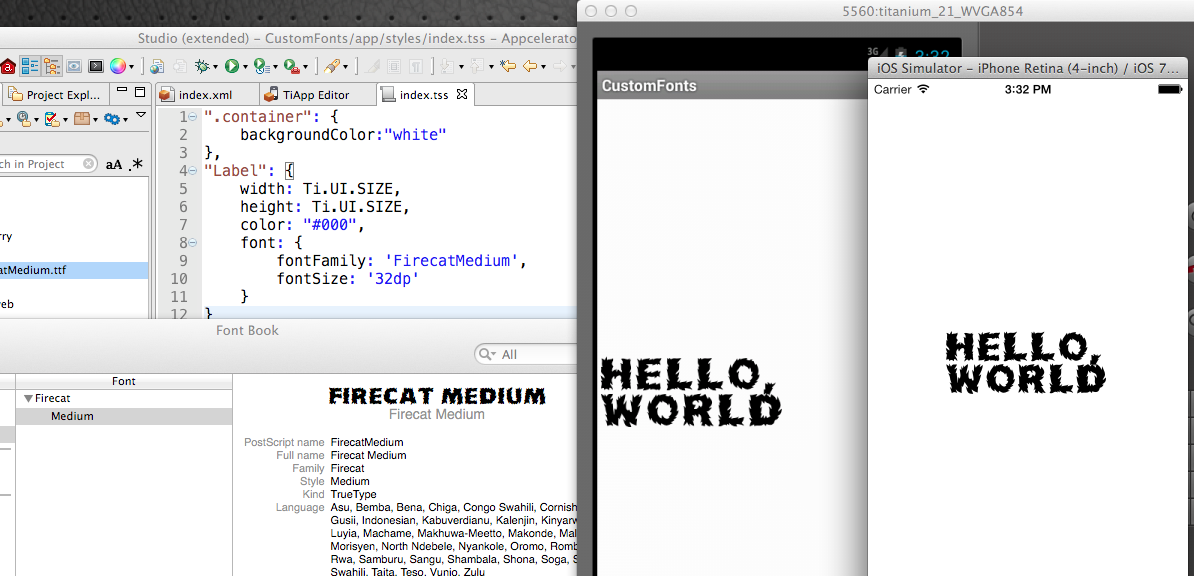 5560:titanium_21_WVGA854
Studio (extended) – CustomFonts/app/styles/index.tss – Appcelerato
3G
3:32
iOS Simulator – iPhone Retina (4-inch) / iOS 7...
Project Expl...
index.xml
TiApp Editor
index.tss
CustomFonts
Carrier
3:32 PM
ch in Project
aA .*
rry
atMedium.ttf
eb
1 ".container": {
2 backgroundColor:"white"
3 },
4 "Label": {
5 width: Ti.UI.SIZE,
6 height: Ti.UI.SIZE,
7 color: "#000",
8 font: {
9 fontFamily: 'FirecatMedium',
10 fontSize: '32dp'
11 }
12 }
HELLO,
WORLD
HELLO,
WORLD
Font Book
All
Font
Firecat
Medium
FIRECAT MEDIUM
Firecat Medium
PostScript name FirecatMedium
Full name Firecat Medium
Family Firecat
Style Medium
Kind TrueType
Language Asu, Bemba, Bena, Chiga, Congo Swahili, Cornish
Gusii, Indonesian, Kabuverdianu, Kalenjin, Kinyarw
Luyia, Machame, Makhuwa-Meetto, Makonde, Mal
Morisyen, North Ndebele, Nyankole, Oromo, Romb
Rwa, Samburu, Sangu, Shambala, Shona, Soga, S
Swahili, Taita, Teso, Vunjo, Zulu